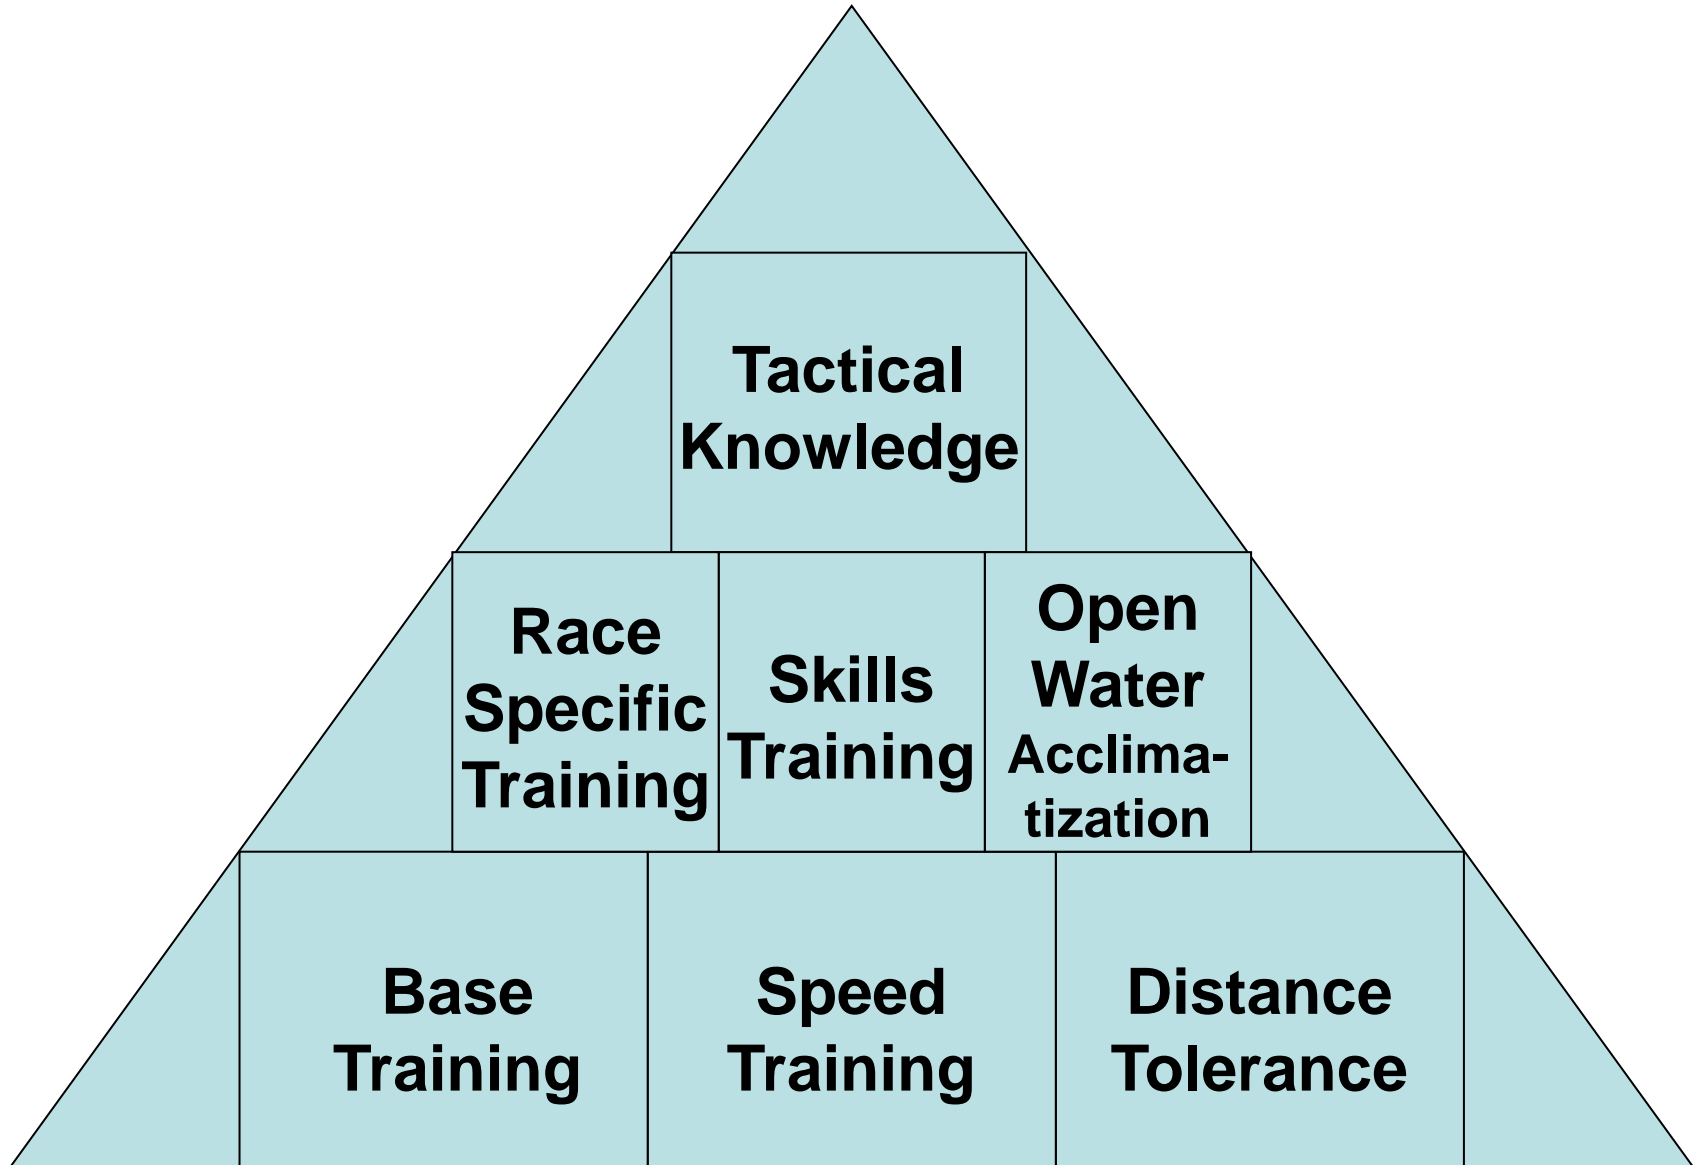 Tactical
Knowledge
Race
Specific
Training
Skills
Training
Open
Water
Acclima-
tization
Base
Training
Speed
Training
Distance
Tolerance